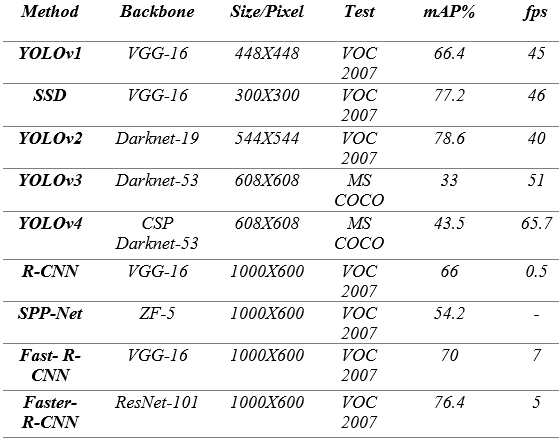 Method Backbone Size/Pixel Test mAP% fps
YOLOv1 VGG-16 448X448 VOC 66.4 45
2007
SSD VGG-16 300X300 VOC 77.2 46
2007
YOLOv2 Darknet-19 544X544 VOC 78.6 40
2007
YOLOv3 Darknet-53 608X608 MS 33 51
COCO
YOLOv4 CSP 608X608 MS 43.5 65.7
Darknet-53 COCO
R-CNN VGG-16 1000X600 VOC 66 0.5
2007
SPP-Net ZF-5 1000X600 VOC 54.2 -
2007
Fast- R- VGG-16 1000X600 VOC 70 7
CNN 2007
Faster- ResNet-101 1000X600 VOC 76.4 5
R-CNN 2007